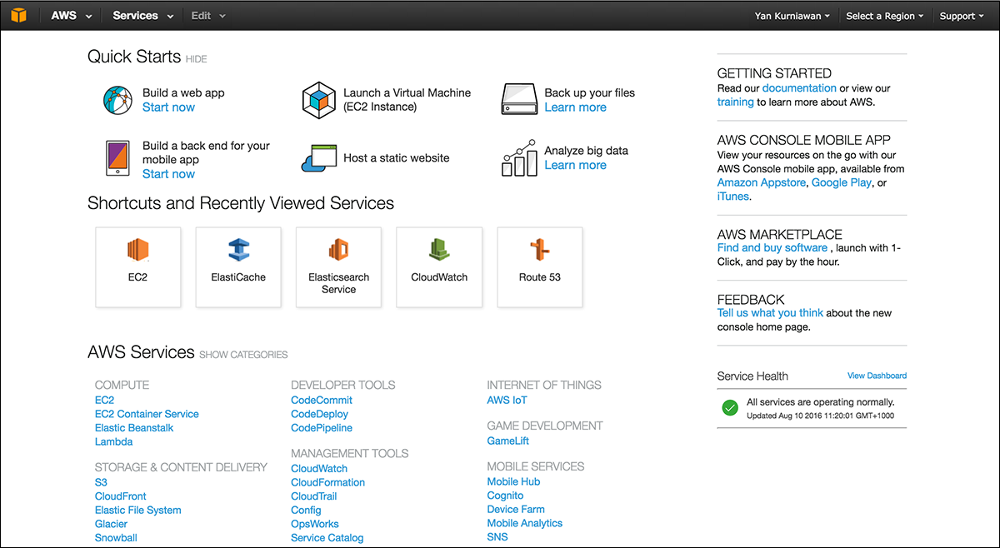 AWS Services Edit Yan Kurniawan Select a Region Support
Quick Starts HIDE
Build a web app
Start now
Launch a Virtual Machine
(EC2 Instance)
Back up your files
Learn more
Build a back end for your
mobile app
Start now
Host a static website
Analyze big data
Learn more
Shortcuts and Recently Viewed Services
EC2
ElastiCache
Elasticsearch
Service
CloudWatch
Route 53
AWS Services SHOW CATEGORIES
COMPUTE
EC2
EC2 Container Service
Elastic Beanstalk
Lambda
STORAGE & CONTENT DELIVERY
S3
CloudFront
Elastic File System
Glacier
Snowball
DEVELOPER TOOLS
CodeCommit
CodeDeploy
CodePipeline
MANAGEMENT TOOLS
CloudWatch
CloudFormation
CloudTrail
Config
OpsWorks
Service Catalog
INTERNET OF THINGS
AWS IoT
GAME DEVELOPMENT
GameLift
MOBILE SERVICES
Mobile Hub
Cognito
Device Farm
Mobile Analytics
SNS
GETTING STARTED
Read our documentation or view our
training to learn more about AWS.
AWS CONSOLE MOBILE APP
View your resources on the go with our
AWS Console mobile app, available from
Amazon Appstore, Google Play, or
iTunes.
AWS MARKETPLACE
Find and buy software , launch with 1-
Click, and pay by the hour.
FEEDBACK
Tell us what you think about the new
console home page.
Service Health View Dashboard
All services are operating normally.
Updated Aug 10 2016 11:20:01 GMT+1000